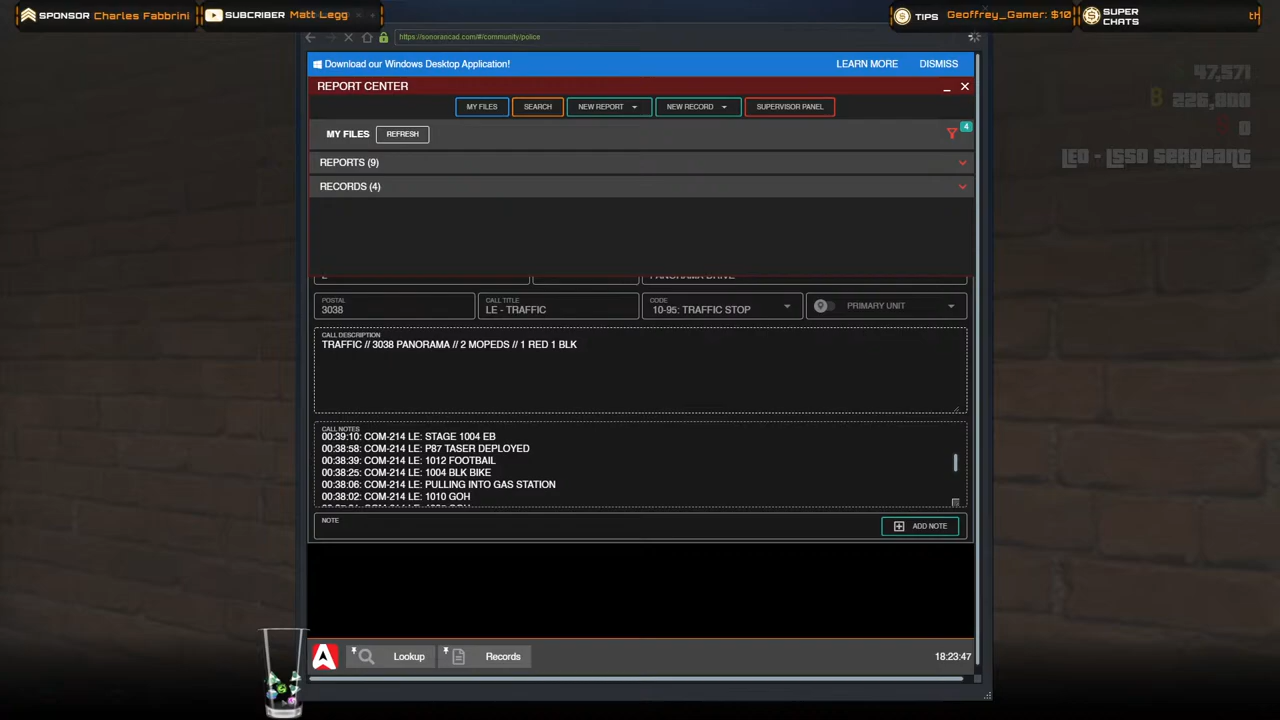 SPONSOR Charles Fabbrini
SUBCRIBER Matt Legg
TIPS Geoffrey_Gamer: $10
SUPER CHATS
th
https://sonorancad.com/#/community/police
Download our Windows Desktop Application!
LEARN MORE
DISMISS
REPORT CENTER
MY FILES
SEARCH
NEW REPORT
NEW RECORD
SUPERVISOR PANEL
MY FILES
REFRESH
4
REPORTS (9)
RECORDS (4)
47,571
226,800
0
LEO - LSSO Sergeant
POSTAL
3038
CALL TITLE
LE - TRAFFIC
CODE
10-95: TRAFFIC STOP
PRIMARY UNIT
CALL DESCRIPTION
TRAFFIC // 3038 PANORAMA // 2 MOPEDS // 1 RED 1 BLK
CALL NOTES
00:39:10: COM-214 LE: STAGE 1004 EB
00:38:58: COM-214 LE: P87 TASER DEPLOYED
00:38:39: COM-214 LE: 1012 FOOTBAIL
00:38:25: COM-214 LE: 1004 BLK BIKE
00:38:06: COM-214 LE: PULLING INTO GAS STATION
00:38:02: COM-214 LE: 1010 GOH
NOTE
ADD NOTE
Lookup
Records
18:23:47